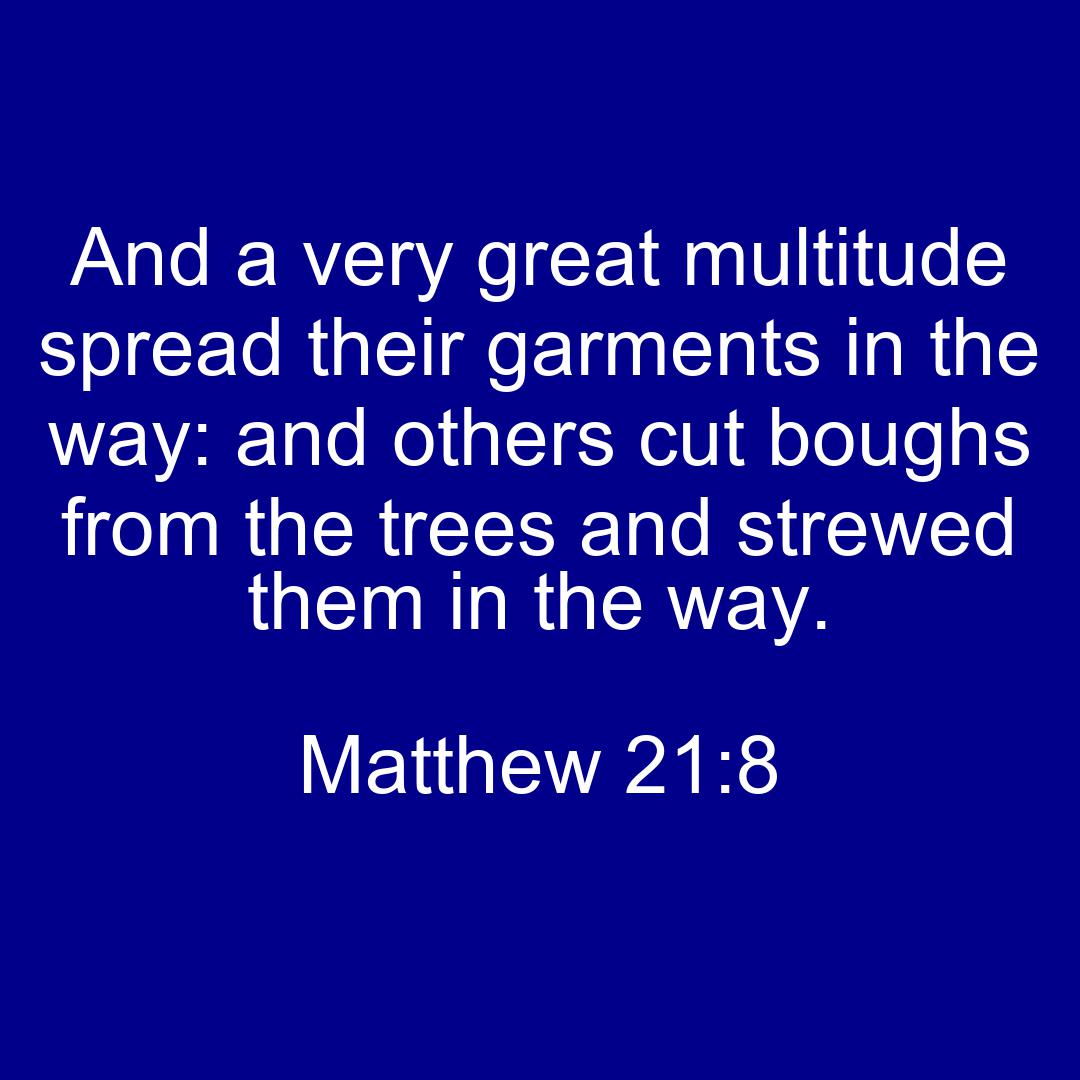 And a very great multitude
spread their garments in the
way: and others cut boughs
from the trees and strewed
them in the way.
Matthew 21:8